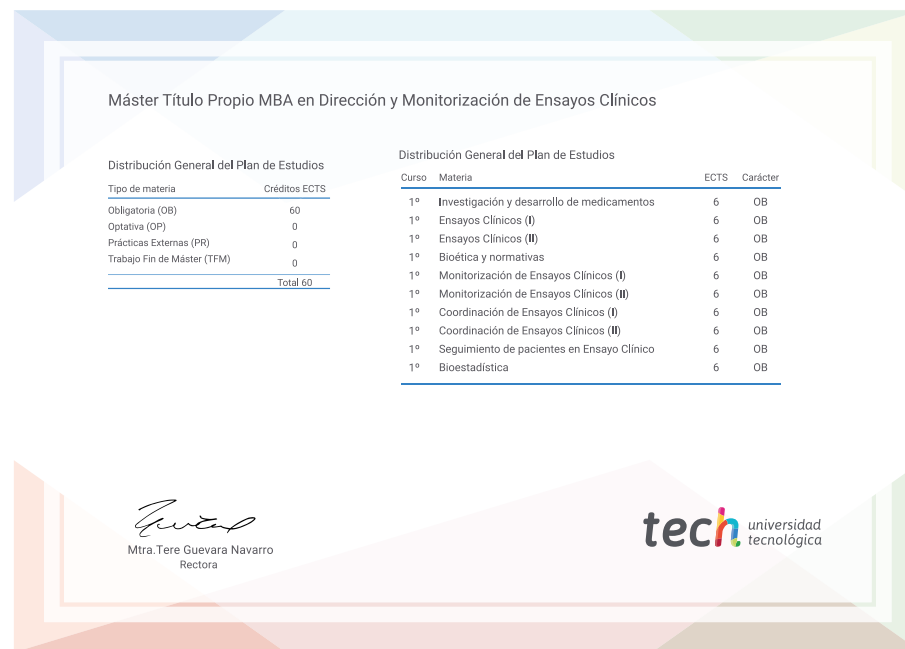 Máster Título Propio MBA en Dirección y Monitorización de Ensayos Clínicos
Distribución General del Plan de Estudios
Tipo de materia Créditos ECTS
Obligatoria (OB) 60
Optativa (OP) 0
Prácticas Externas (PR) 0
Trabajo Fin de Máster (TFM) 0
Total 60
Distribución General del Plan de Estudios
Curso Materia ECTS Carácter
1º Investigación y desarrollo de medicamentos 6 OB
1º Ensayos Clínicos (I) 6 OB
1º Ensayos Clínicos (II) 6 OB
1º Bioética y normativas 6 OB
1º Monitorización de Ensayos Clínicos (I) 6 OB
1º Monitorización de Ensayos Clínicos (II) 6 OB
1º Coordinación de Ensayos Clínicos (I) 6 OB
1º Coordinación de Ensayos Clínicos (II) 6 OB
1º Seguimiento de pacientes en Ensayo Clínico 6 OB
1º Bioestadística 6 OB
Mtra.Tere Guevara Navarro
Rectora
tech universidad
tecnológica